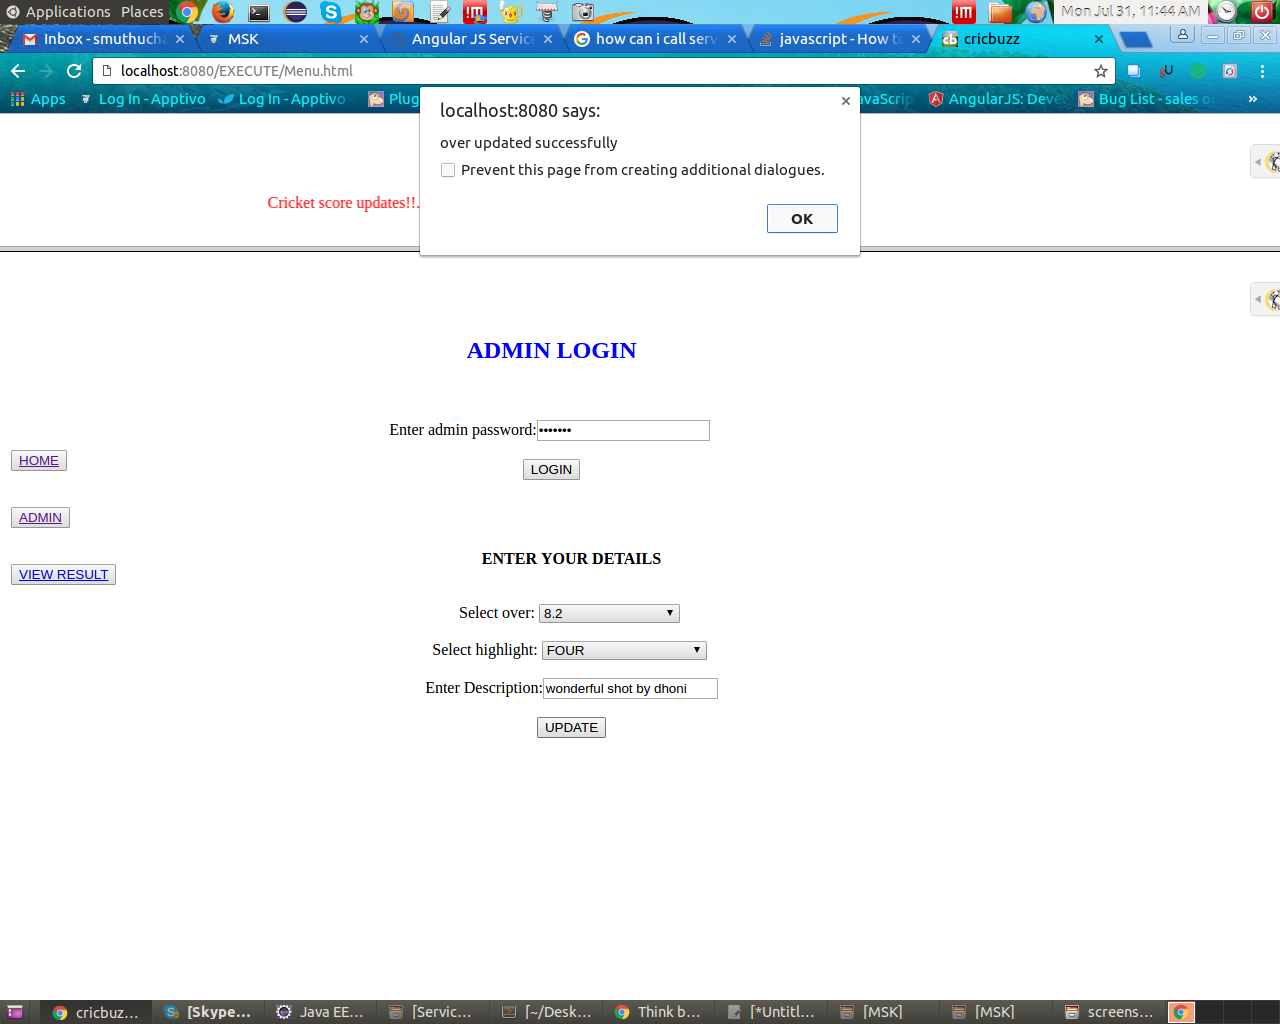 Applications Places Mon Jul 31, 11:44 AM
Inbox - smuthucha MSK Angular JS Service how can i call serv javascript - How to cricbuzz
localhost:8080/EXECUTE/Menu.html
Apps Log In - Apptivo Log In - Apptivo Plug avaScrip AngularJS: Deve Bug List - sales o »
localhost:8080 says:
over updated successfully
Prevent this page from creating additional dialogues.
OK
Cricket score updates!!.
ADMIN LOGIN
Enter admin password:•••••••
LOGIN
HOME
ADMIN
VIEW RESULT
ENTER YOUR DETAILS
Select over: 8.2
Select highlight: FOUR
Enter Description:wonderful shot by dhoni
UPDATE
cricbuz... [Skype... Java EE... [Servic... [~/Desk... Think b... [*Untitl... [MSK] [MSK] screens...